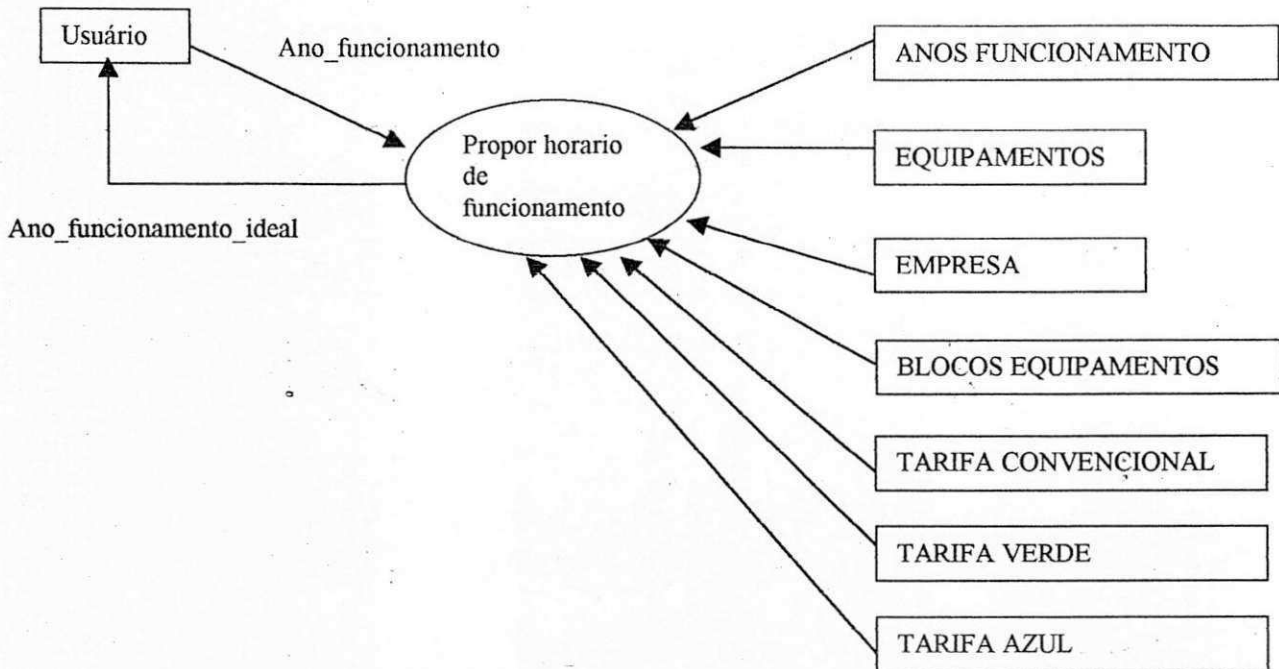 Usuário
Ano_funcionamento
ANOS FUNCIONAMENTO
Propor horario
de
funcionamento
EQUIPAMENTOS
Ano_funcionamento_ideal
EMPRESA
BLOCOS EQUIPAMENTOS
TARIFA CONVENCIONAL
TARIFA VERDE
TARIFA AZUL